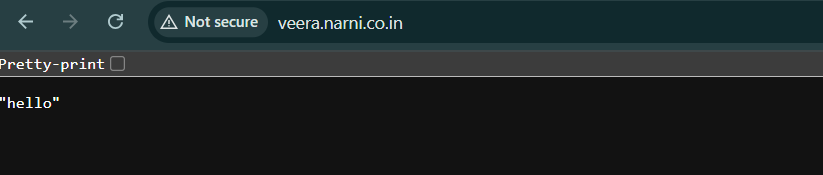 Not secure veera.narni.co.in
Pretty-print
"hello"